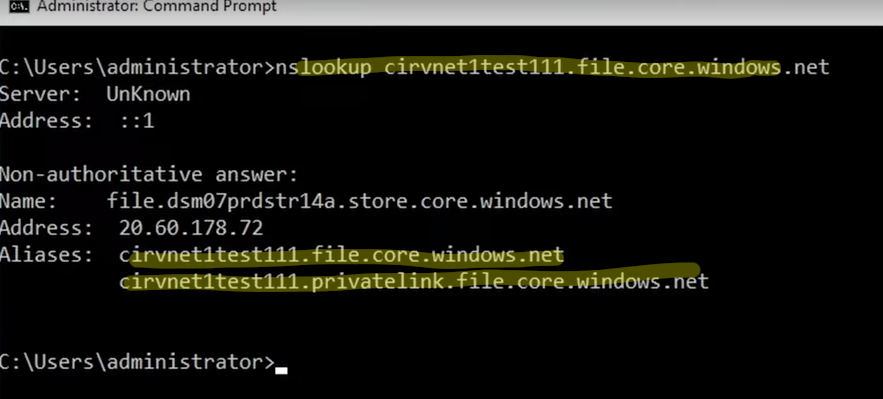 Administrator: Command Prompt
C:\Users\administrator>nslookup cirvnet1test111.file.core.windows.net
Server:  UnKnown
Address:  ::1
Non-authoritative answer:
Name:    file.dsm07prdstr14a.store.core.windows.net
Address:  20.60.178.72
Aliases:  cirvnet1test111.file.core.windows.net
cirvnet1test111.privatelink.file.core.windows.net
C:\Users\administrator>